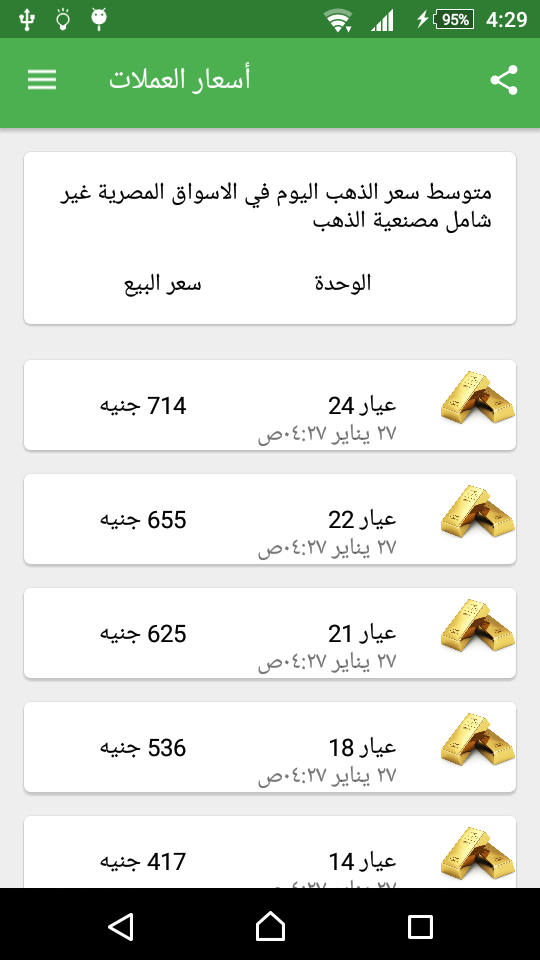 95% 4:29
أسعار العملات
متوسط سعر الذهب اليوم في الاسواق المصرية غير
شامل مصنعية الذهب
الوحدة سعر البيع
عيار 24 714 جنيه
٢٧ يناير ٠٤:٢٧ص
عيار 22 655 جنيه
٢٧ يناير ٠٤:٢٧ص
عيار 21 625 جنيه
٢٧ يناير ٠٤:٢٧ص
عيار 18 536 جنيه
٢٧ يناير ٠٤:٢٧ص
عيار 14 417 جنيه